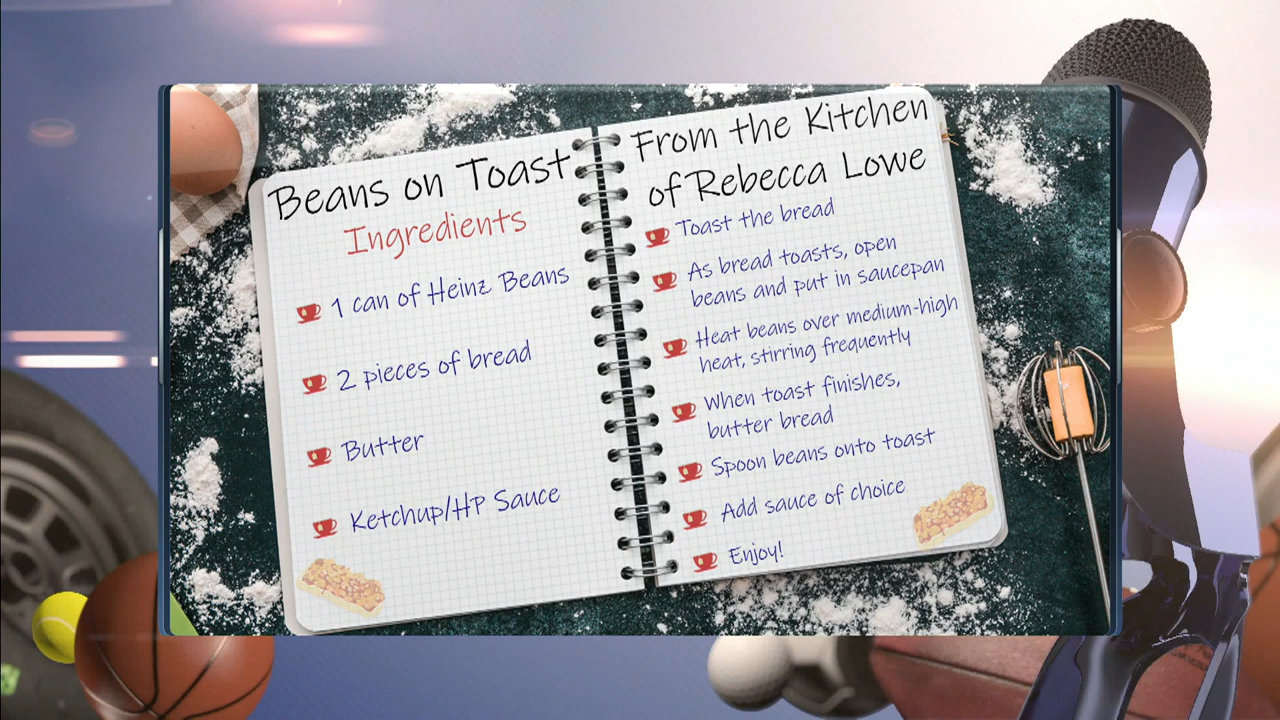 Beans on Toast
Ingredients
1 can of Heinz Beans
2 pieces of bread
Butter
Ketchup/HP Sauce
From the Kitchen
of Rebecca Lowe
Toast the bread
As bread toasts, open
beans and put in saucepan
Heat beans over medium-high
heat, stirring frequently
When toast finishes,
butter bread
Spoon beans onto toast
Add sauce of choice
Enjoy!